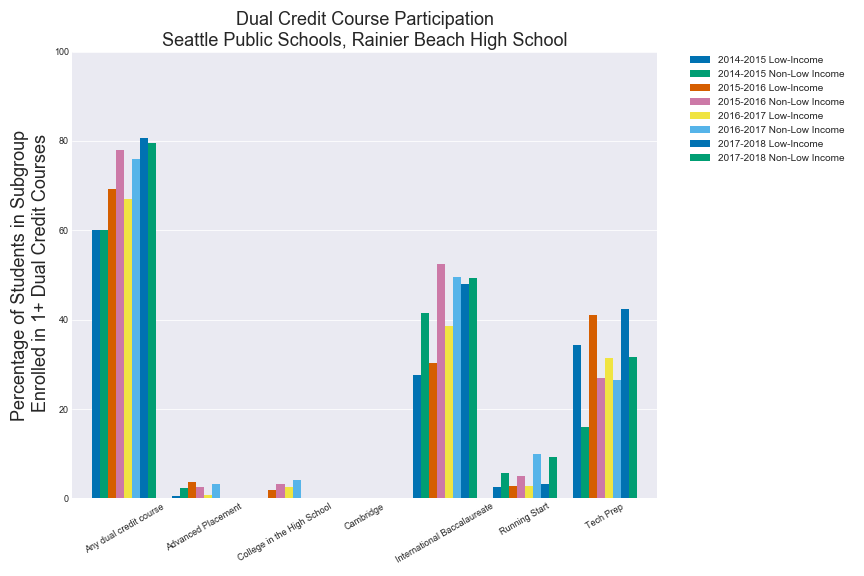 Dual Credit Course Participation
Seattle Public Schools, Rainier Beach High School
Percentage of Students in Subgroup
Enrolled in 1+ Dual Credit Courses
100
80
60
40
20
0
Any dual credit course
Advanced Placement
College in the High School
Cambridge
International Baccalaureate
Running Start
Tech Prep
2014-2015 Low-Income
2014-2015 Non-Low Income
2015-2016 Low-Income
2015-2016 Non-Low Income
2016-2017 Low-Income
2016-2017 Non-Low Income
2017-2018 Low-Income
2017-2018 Non-Low Income